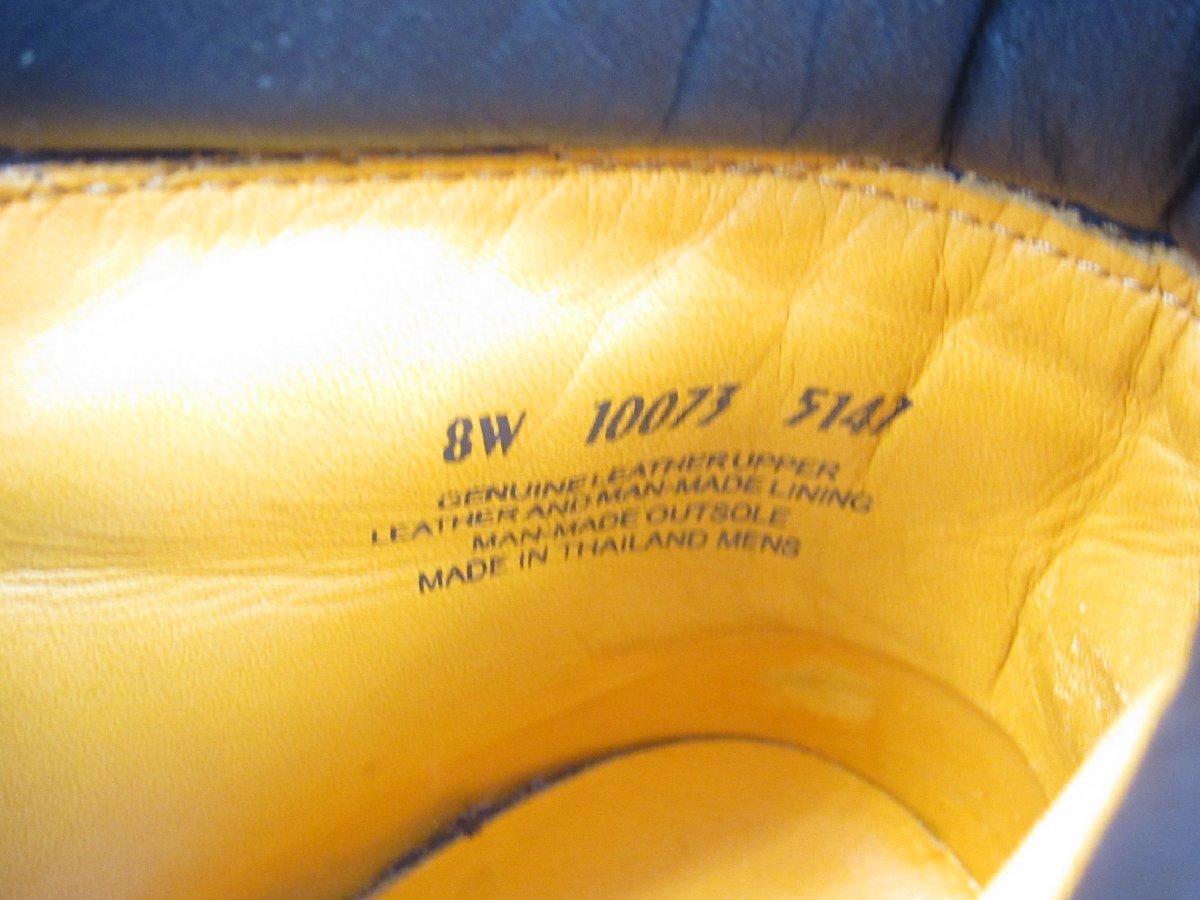 8W 10073 5147
GENUINE LEATHER UPPER
LEATHER AND MAN-MADE LINING
MAN-MADE OUTSOLE
MADE IN THAILAND MENS